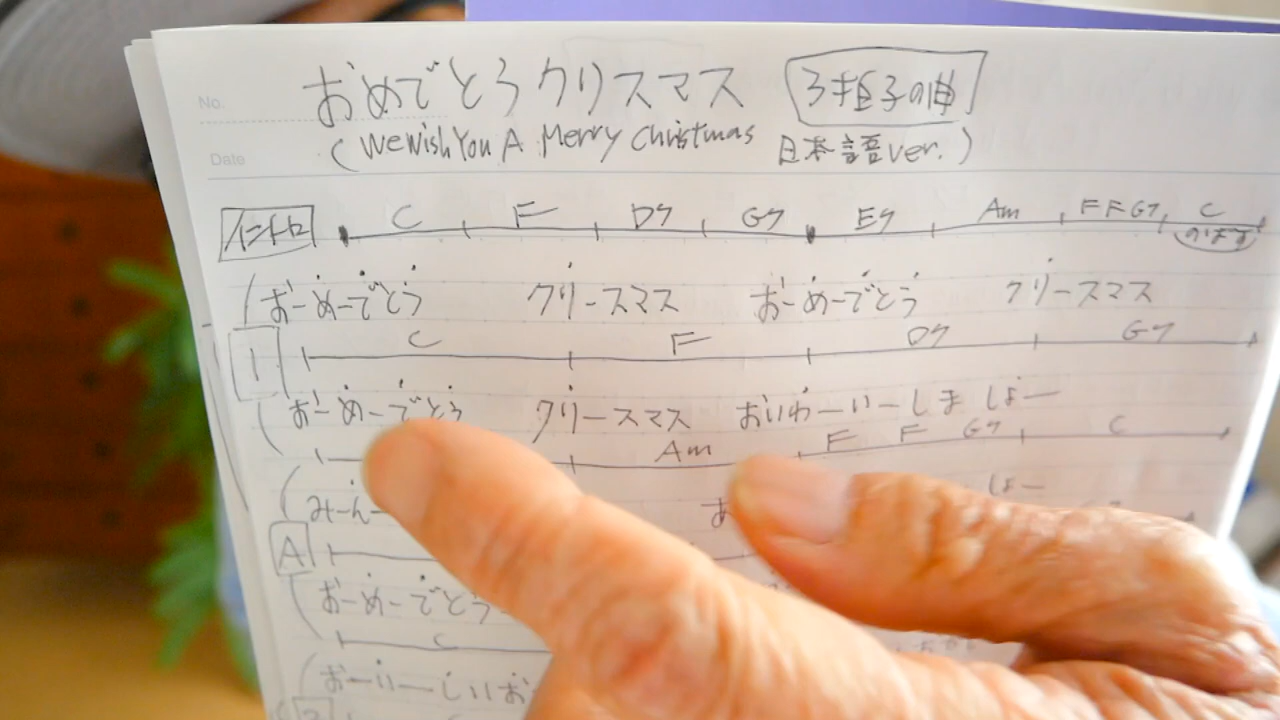 No.
おめでとうクリスマス 3拍子の曲
Date
(We Wish You A Merry Christmas 日本語ver.)
イントロ C F D7 G7 E7 Am F F G7 C のばす
おーめーでとう クリースマス おーめーでとう クリースマス
1 C F D7 G7
おーめーでとう クリースマス おいわーいーしましょー
Am F F G7 C
みーん しょー
A
おーめーでとう
C
おーいーしいお